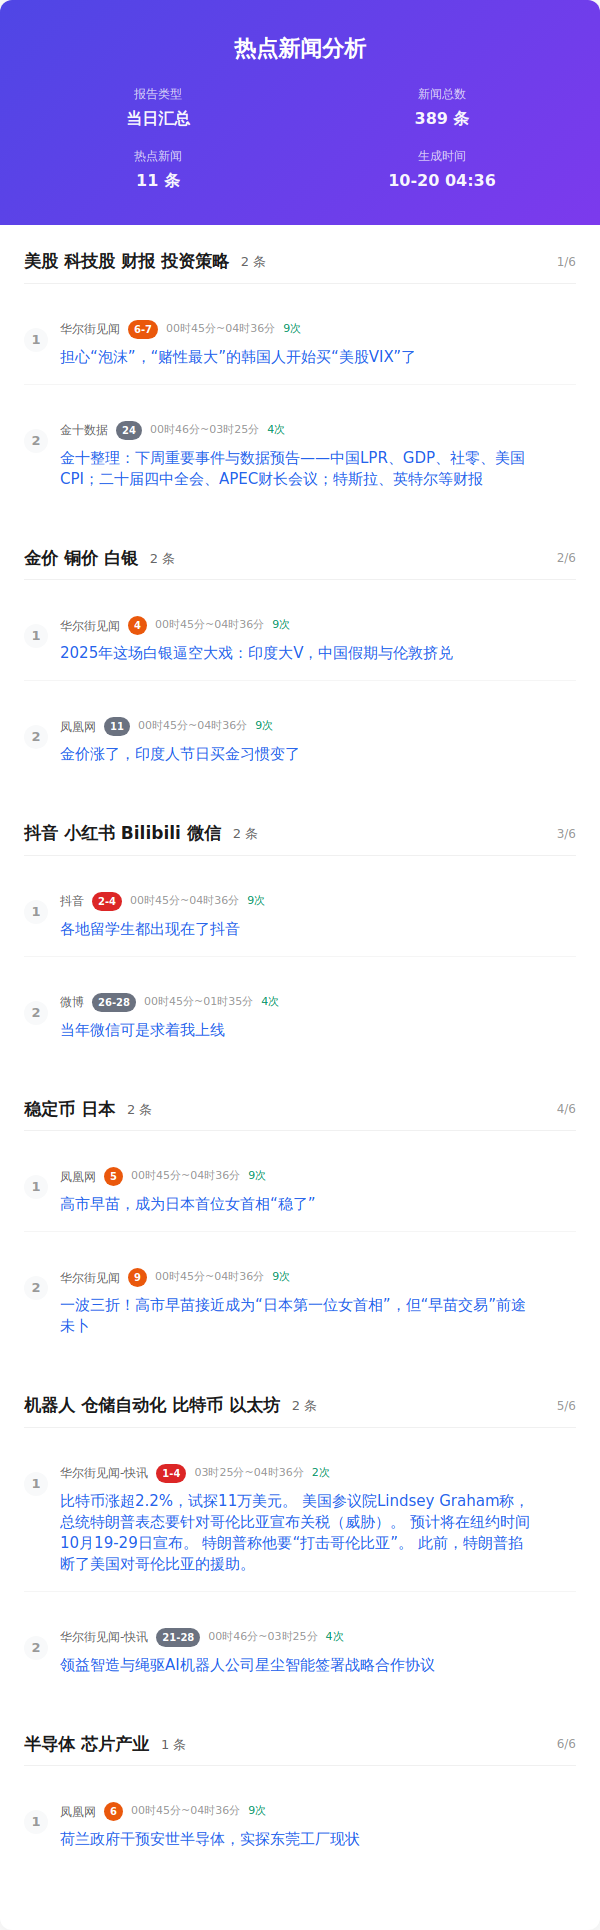 热点新闻分析
报告类型
新闻总数
当日汇总
389 条
热点新闻
生成时间
11 条
10-20 04:36
美股 科技股 财报 投资策略 2 条 1/6
1 华尔街见闻 6-7 00时45分~04时36分 9次
担心“泡沫”，“赌性最大”的韩国人开始买“美股VIX”了
2 金十数据 24 00时46分~03时25分 4次
金十整理：下周重要事件与数据预告——中国LPR、GDP、社零、美国
CPI；二十届四中全会、APEC财长会议；特斯拉、英特尔等财报
金价 铜价 白银 2 条 2/6
1 华尔街见闻 4 00时45分~04时36分 9次
2025年这场白银逼空大戏：印度大V，中国假期与伦敦挤兑
2 凤凰网 11 00时45分~04时36分 9次
金价涨了，印度人节日买金习惯变了
抖音 小红书 Bilibili 微信 2 条 3/6
1 抖音 2-4 00时45分~04时36分 9次
各地留学生都出现在了抖音
2 微博 26-28 00时45分~01时35分 4次
当年微信可是求着我上线
稳定币 日本 2 条 4/6
1 凤凰网 5 00时45分~04时36分 9次
高市早苗，成为日本首位女首相“稳了”
2 华尔街见闻 9 00时45分~04时36分 9次
一波三折！高市早苗接近成为“日本第一位女首相”，但“早苗交易”前途
未卜
机器人 仓储自动化 比特币 以太坊 2 条 5/6
1 华尔街见闻-快讯 1-4 03时25分~04时36分 2次
比特币涨超2.2%，试探11万美元。 美国参议院Lindsey Graham称，
总统特朗普表态要针对哥伦比亚宣布关税（威胁）。 预计将在纽约时间
10月19-29日宣布。 特朗普称他要“打击哥伦比亚”。 此前，特朗普掐
断了美国对哥伦比亚的援助。
2 华尔街见闻-快讯 21-28 00时46分~03时25分 4次
领益智造与绳驱AI机器人公司星尘智能签署战略合作协议
半导体 芯片产业 1 条 6/6
1 凤凰网 6 00时45分~04时36分 9次
荷兰政府干预安世半导体，实探东莞工厂现状